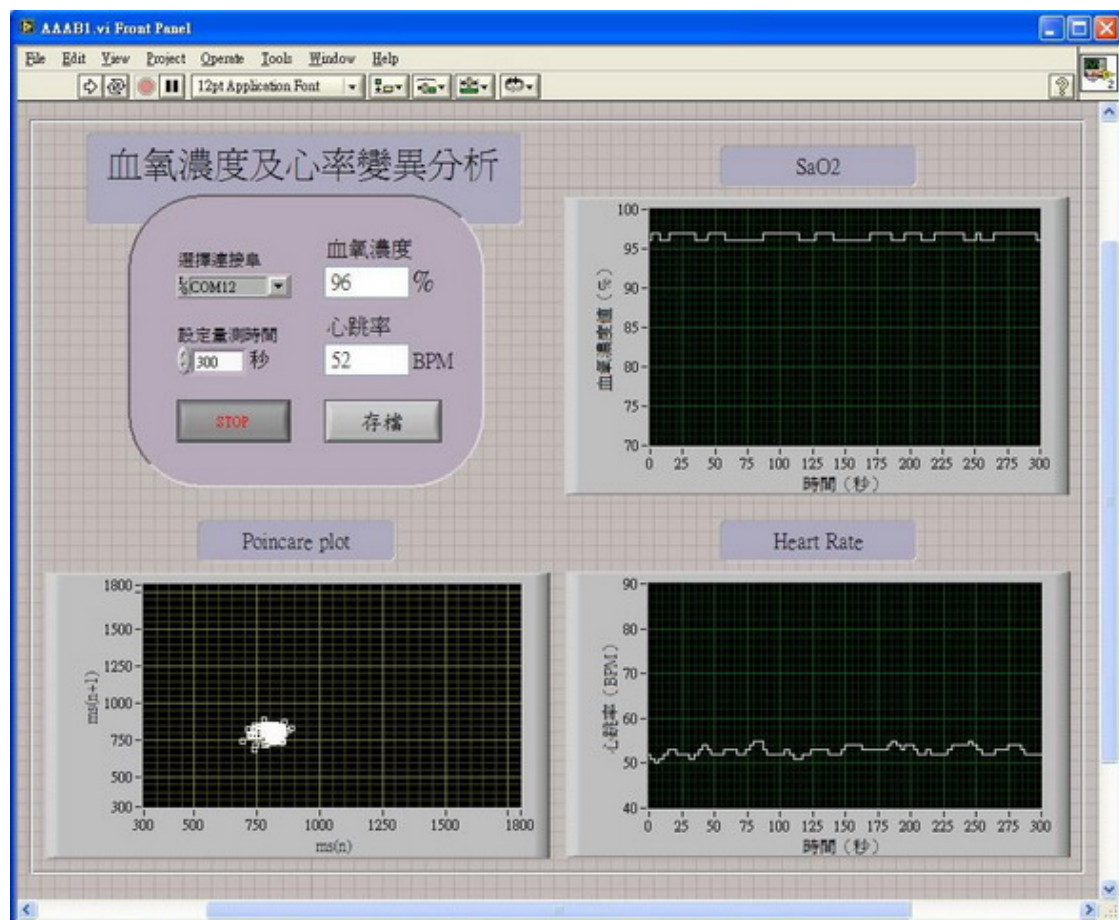 AAAB1.vi Front Panel
File Edit View Project Operate Tools Window Help
12pt Application Font
2
血氧濃度及心率變異分析
選擇連接阜
COM12
血氧濃度
96 %
設定量測時間
300 秒
心跳率
52 BPM
STOP
存檔
SaO2
血氧濃度值(%)
100
95
90
85
80
75
70
0 25 50 75 100 125 150 175 200 225 250 275 300
時間(秒)
Poincare plot
ms(n+1)
1800
1500
1250
1000
750
500
300
300 500 750 1000 1250 1500 1800
ms(n)
Heart Rate
心跳率(BPM)
90
80
70
60
50
40
0 25 50 75 100 125 150 175 200 225 250 275 300
時間(秒)